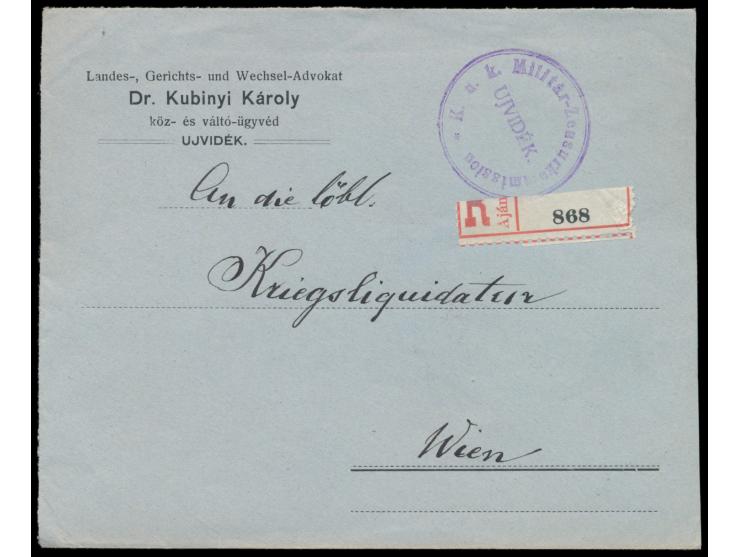 Landes-, Gerichts- und Wechsel-Advokat
Dr. Kubinyi Károly
köz- és váltó-ügyvéd
UJVIDÉK.
K. u. k. Militär-Zensurkommission
UJVIDÉK.
R
Aján
868
An die löbl.
Kriegsliquidatur
Wien